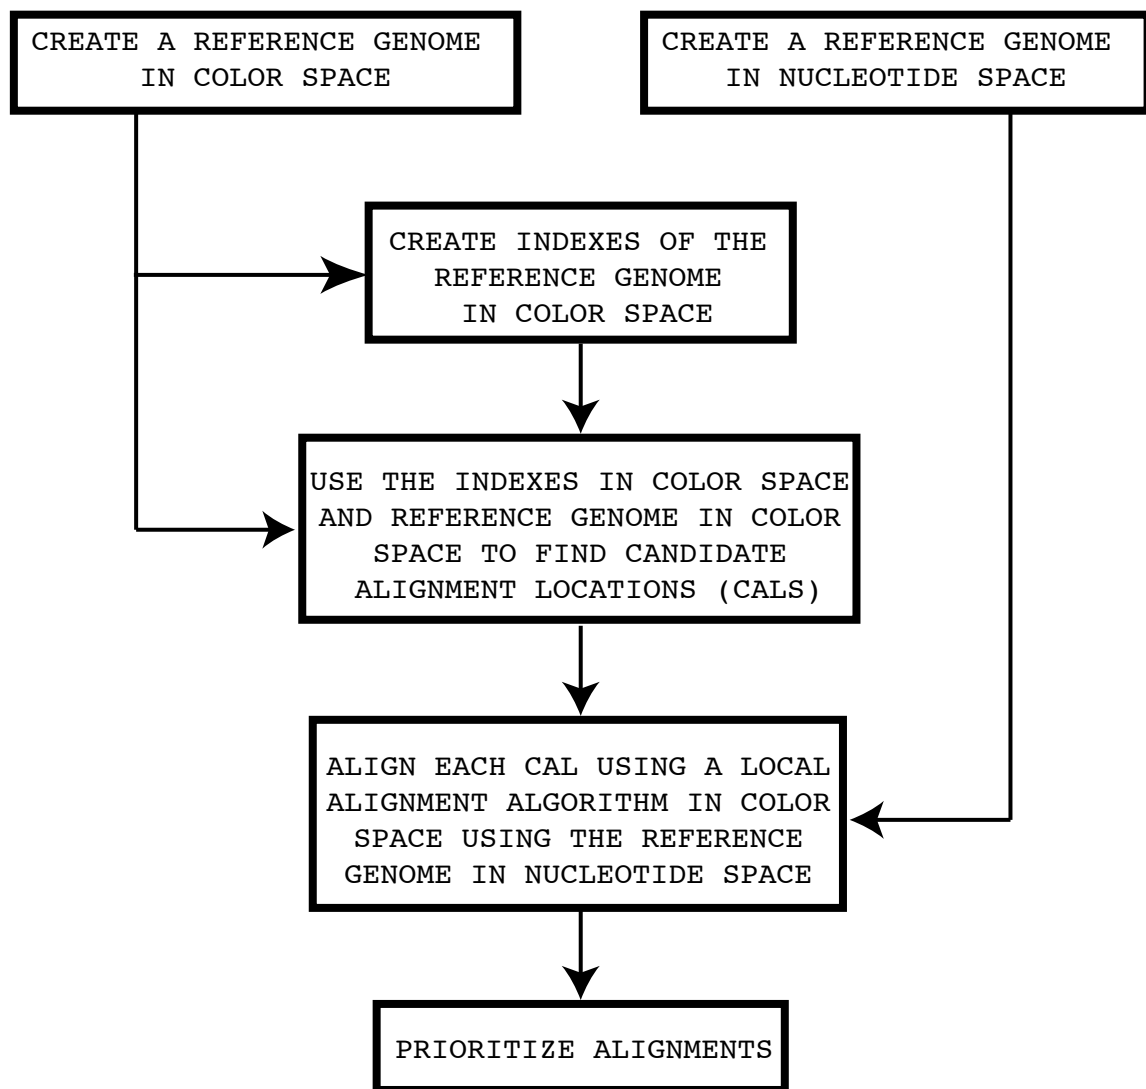 CREATE A REFERENCE GENOME
IN COLOR SPACE
CREATE A REFERENCE GENOME
IN NUCLEOTIDE SPACE
CREATE INDEXES OF THE
REFERENCE GENOME
IN COLOR SPACE
USE THE INDEXES IN COLOR SPACE
AND REFERENCE GENOME IN COLOR
SPACE TO FIND CANDIDATE
ALIGNMENT LOCATIONS (CALS)
ALIGN EACH CAL USING A LOCAL
ALIGNMENT ALGORITHM IN COLOR
SPACE USING THE REFERENCE
GENOME IN NUCLEOTIDE SPACE
PRIORITIZE ALIGNMENTS